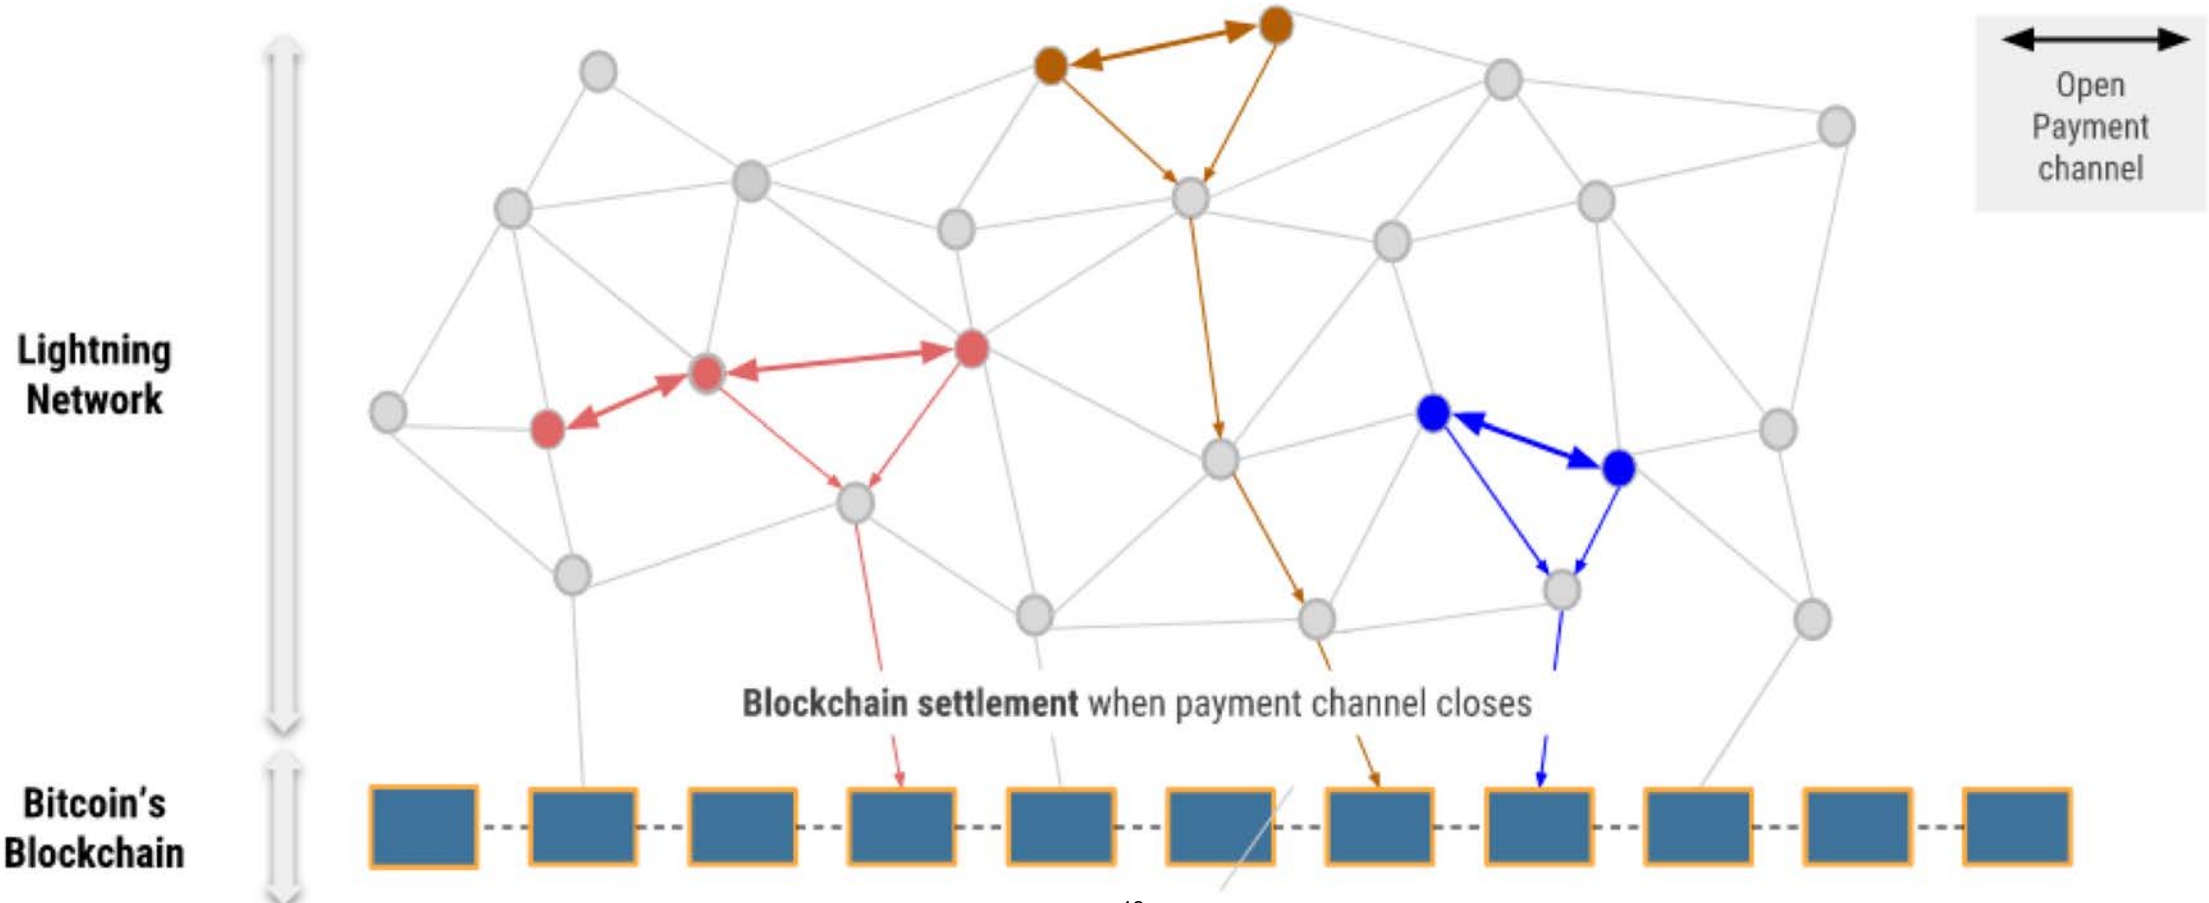 Open
Payment
channel
Lightning
Network
Blockchain settlement when payment channel closes
Bitcoin's
Blockchain